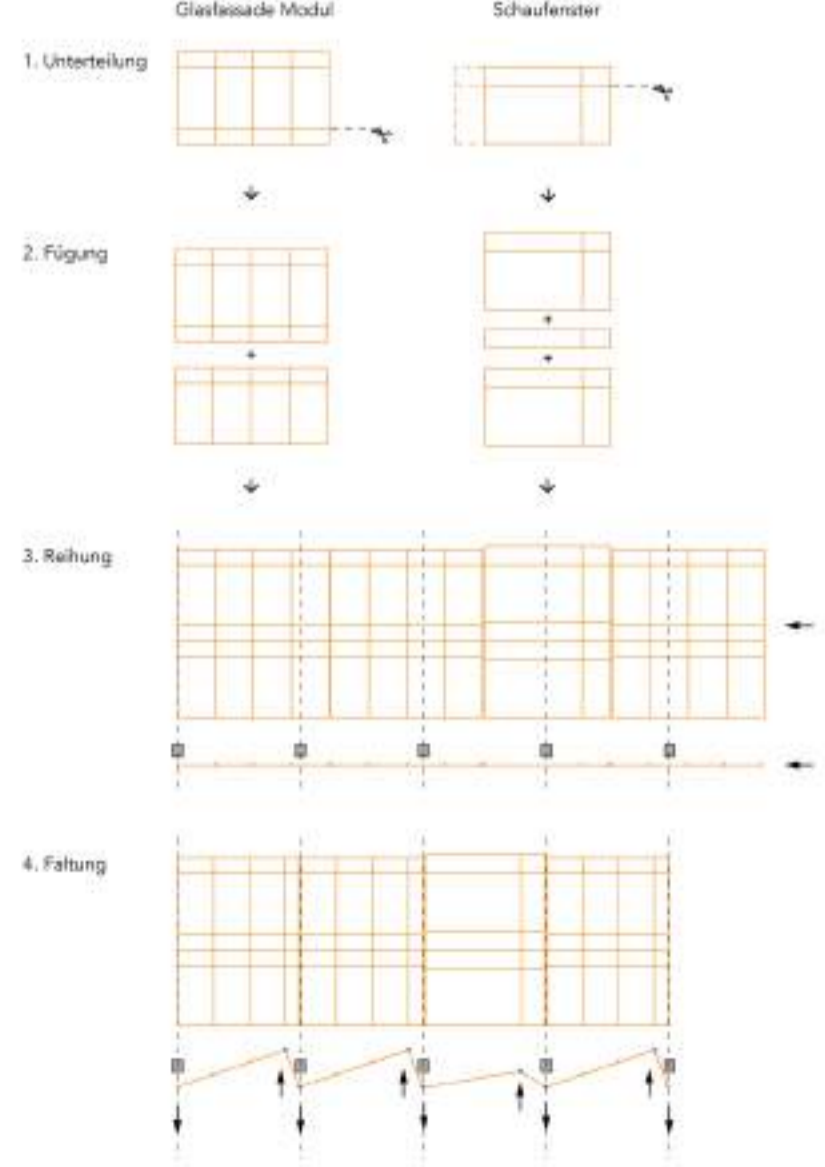 Glasfassade Modul
Schaufenster
1. Unterteilung
2. Fügung
3. Reihung
4. Faltung